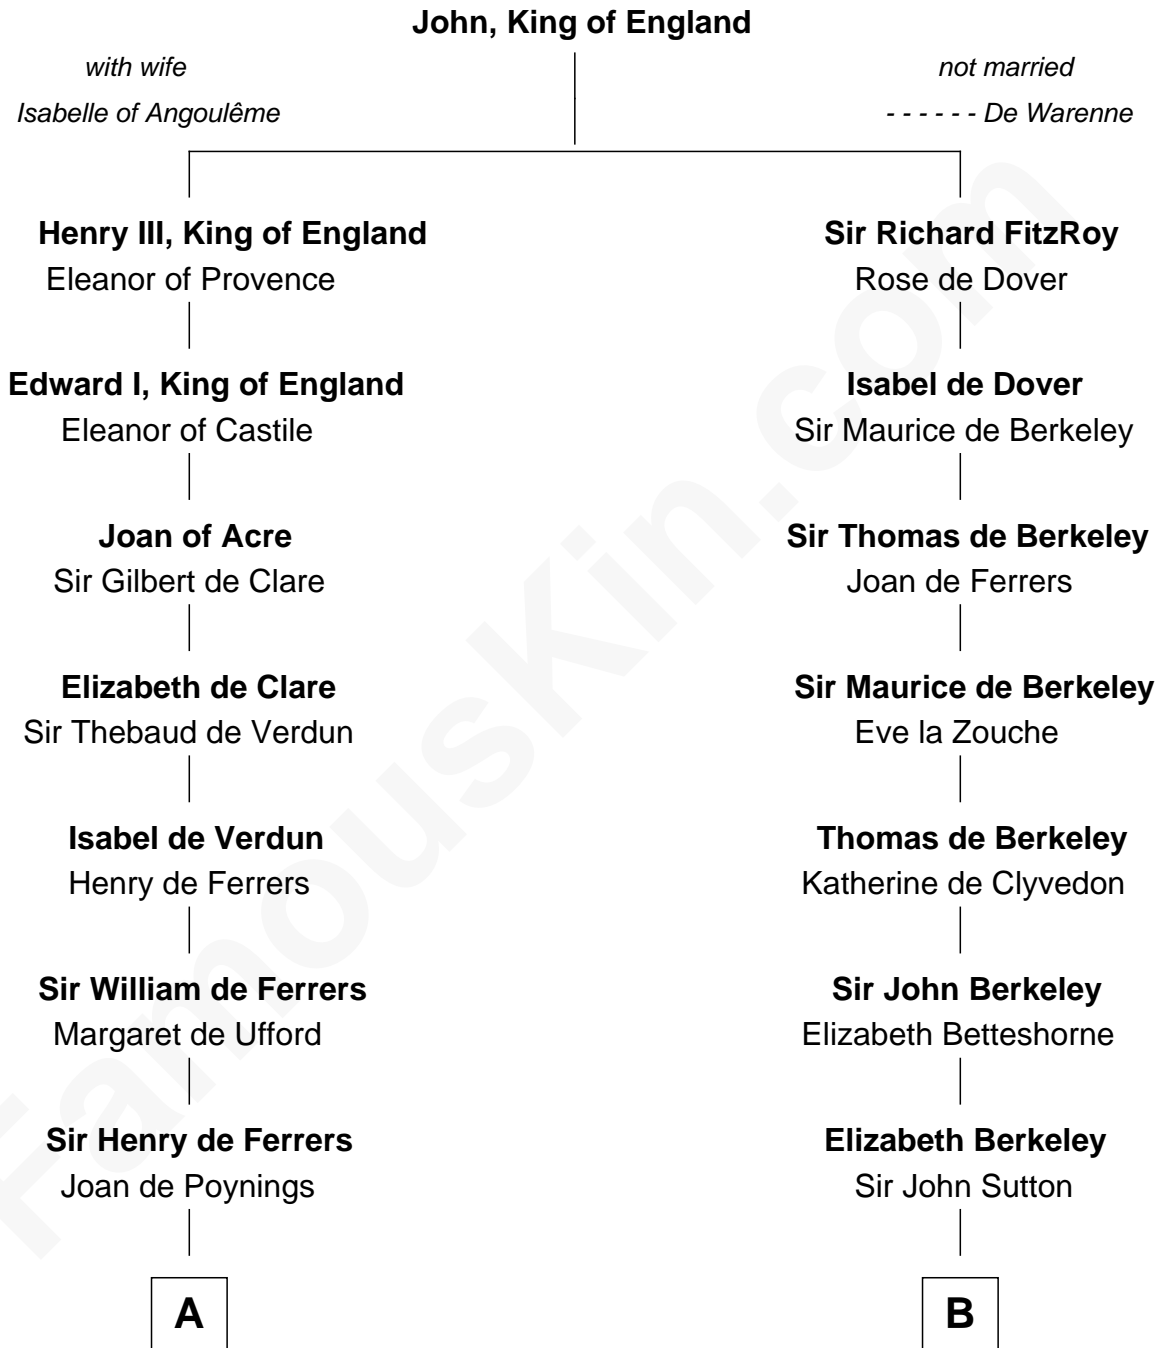 John, King of England
with wife
Isabelle of Angoulême
not married
- - - - - - De Warenne
Henry III, King of England
Eleanor of Provence
Sir Richard FitzRoy
Rose de Dover
Edward I, King of England
Eleanor of Castile
Isabel de Dover
Sir Maurice de Berkeley
Joan of Acre
Sir Gilbert de Clare
Sir Thomas de Berkeley
Joan de Ferrers
Elizabeth de Clare
Sir Thebaud de Verdun
Sir Maurice de Berkeley
Eve la Zouche
Isabel de Verdun
Henry de Ferrers
Thomas de Berkeley
Katherine de Clyvedon
Sir William de Ferrers
Margaret de Ufford
Sir John Berkeley
Elizabeth Betteshorne
Sir Henry de Ferrers
Joan de Poynings
Elizabeth Berkeley
Sir John Sutton
A
B
FamousKin.com